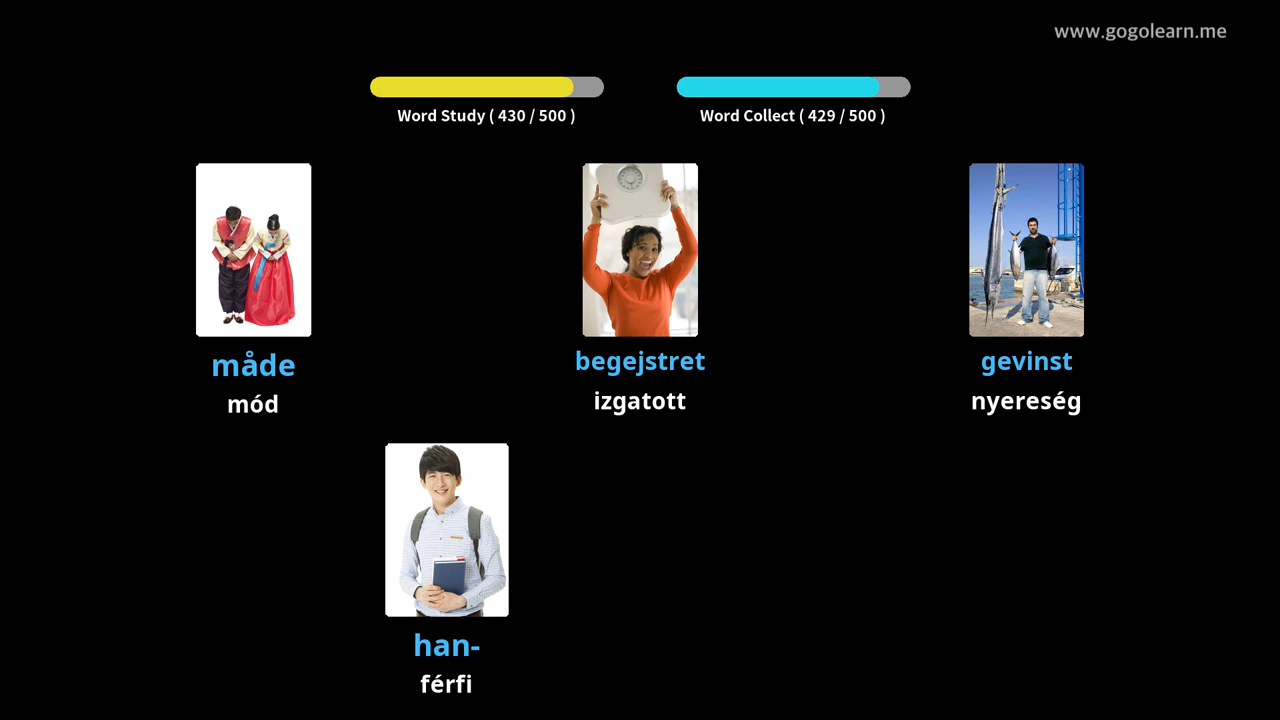 www.gogolearn.me
Word Study ( 430 / 500 )
Word Collect ( 429 / 500 )
måde
mód
begejstret
izgatott
gevinst
nyereség
han-
férfi